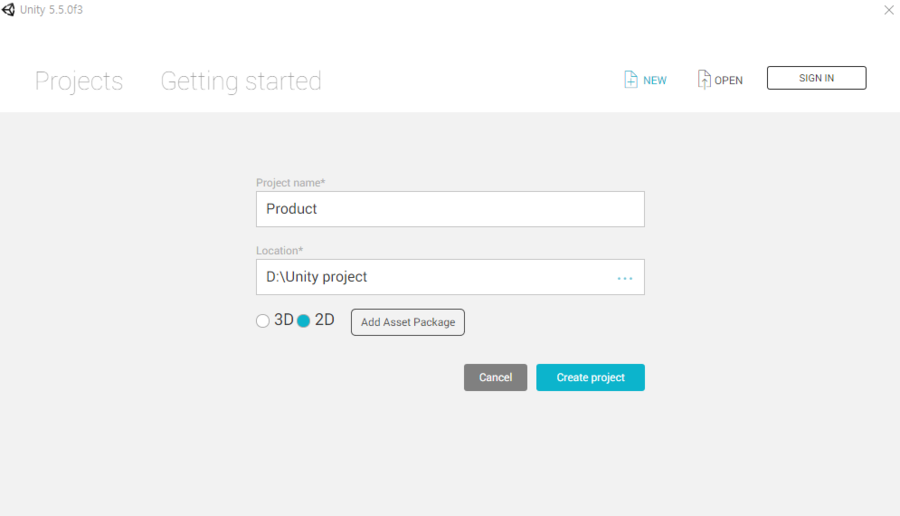 Unity 5.5.0f3
Projects Getting started NEW OPEN SIGN IN
Project name*
Product
Location*
D:\Unity project ...
3D 2D Add Asset Package
Cancel Create project